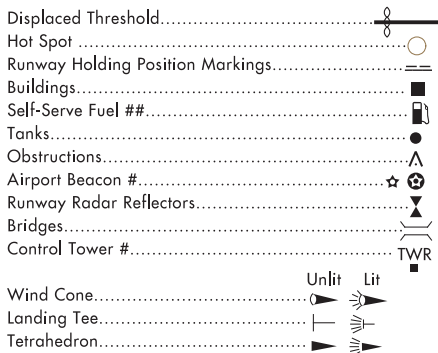 Displaced Threshold
Hot Spot
Runway Holding Position Markings
Buildings
Self-Serve Fuel ##
Tanks
Obstructions
Airport Beacon #
Runway Radar Reflectors
Bridges
Control Tower # TWR
Unlit Lit
Wind Cone
Landing Tee
Tetrahedron